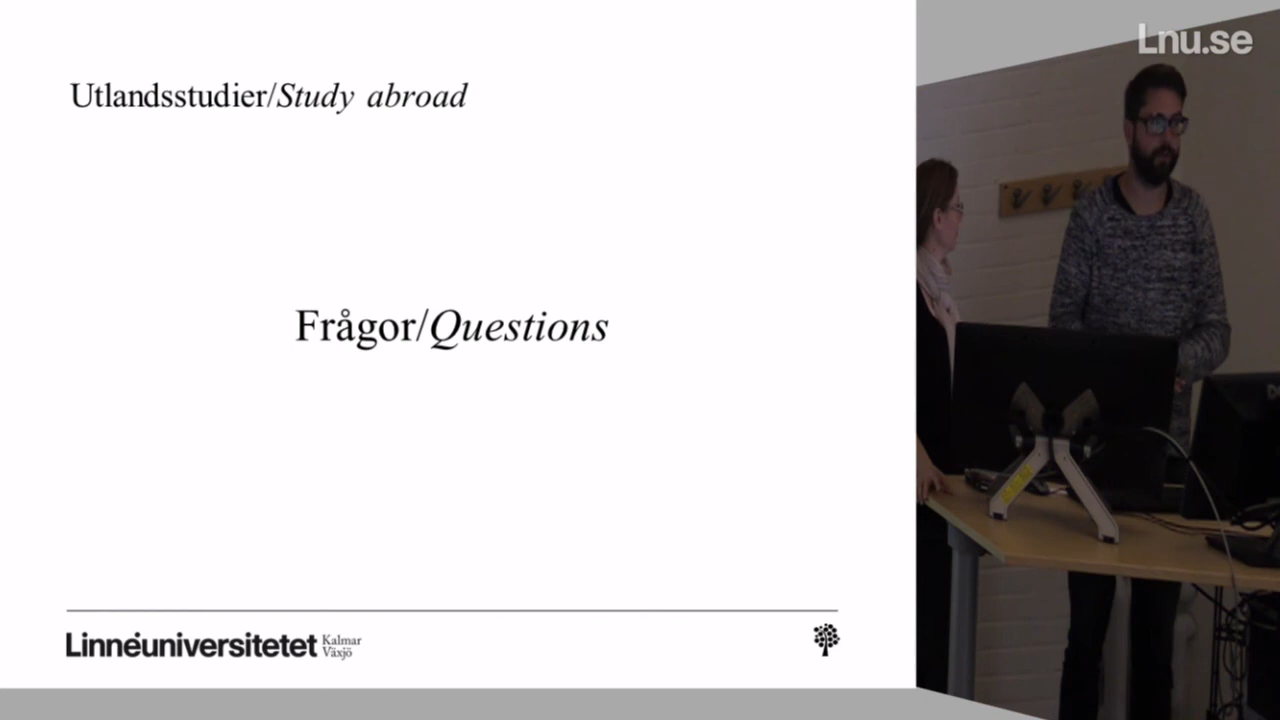 Lnu.se
Utlandsstudier/Study abroad
Frågor/Questions
Linnéuniversitetet Kalmar
Växjö